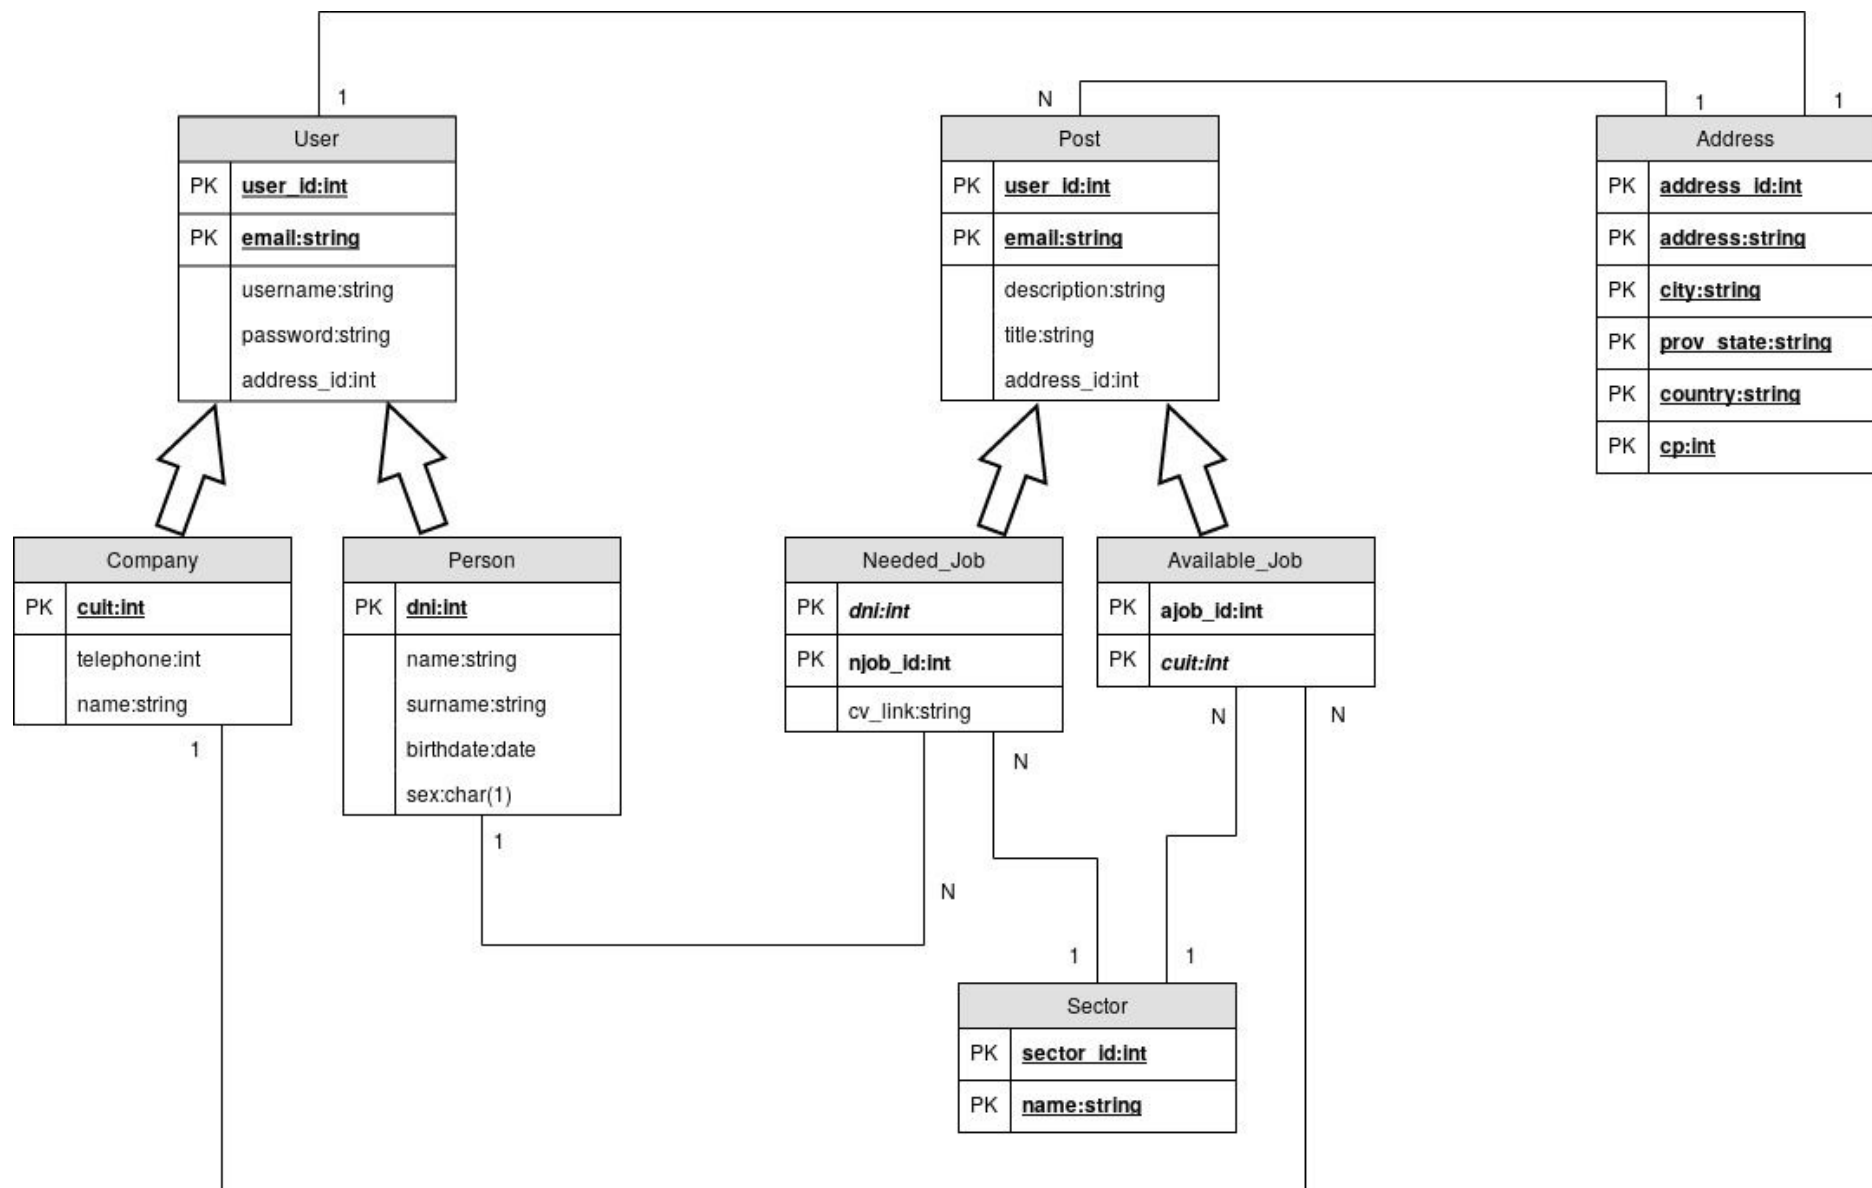 1
N
1
1
User
PK user_id:int
PK email:string
username:string
password:string
address_id:int
Post
PK user_id:int
PK email:string
description:string
title:string
address_id:int
Address
PK address_id:int
PK address:string
PK city:string
PK prov_state:string
PK country:string
PK cp:int
Company
PK cuit:int
telephone:int
name:string
1
Person
PK dni:int
name:string
surname:string
birthdate:date
sex:char(1)
1
Needed_Job
PK dni:int
PK njob_id:int
cv_link:string
N
N
Available_Job
PK ajob_id:int
PK cuit:int
N
N
1
1
Sector
PK sector_id:int
PK name:string